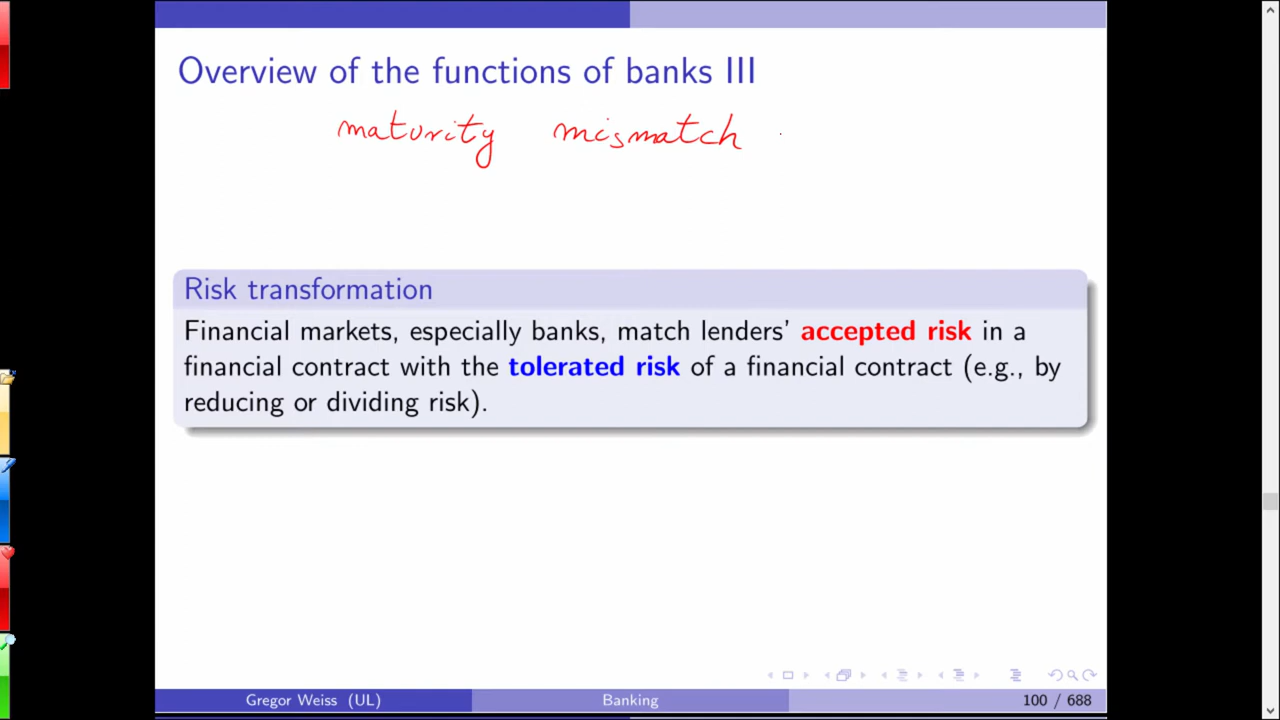 Overview of the functions of banks III
maturity mismatch
Risk transformation
Financial markets, especially banks, match lenders’ accepted risk in a
financial contract with the tolerated risk of a financial contract (e.g., by
reducing or dividing risk).
Gregor Weiss (UL) Banking 100 / 688